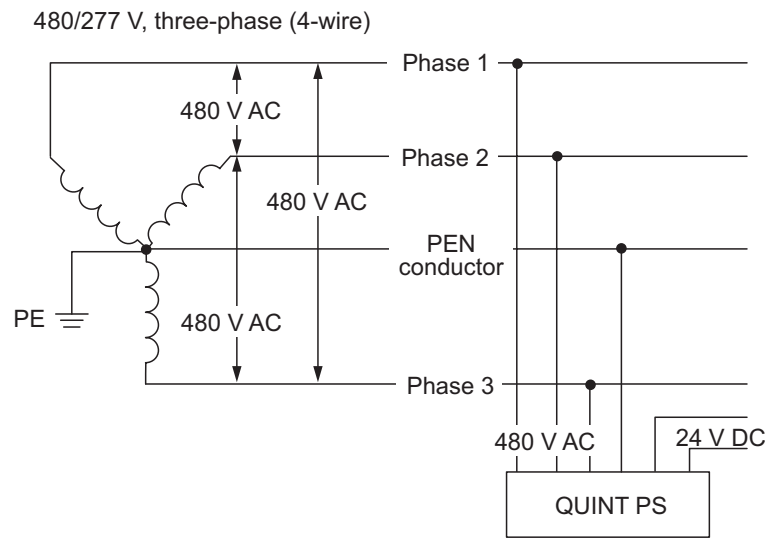 480/277 V, three-phase (4-wire)
Phase 1
480 V AC
Phase 2
480 V AC
PEN
conductor
PE
480 V AC
Phase 3
480 V AC
24 V DC
QUINT PS